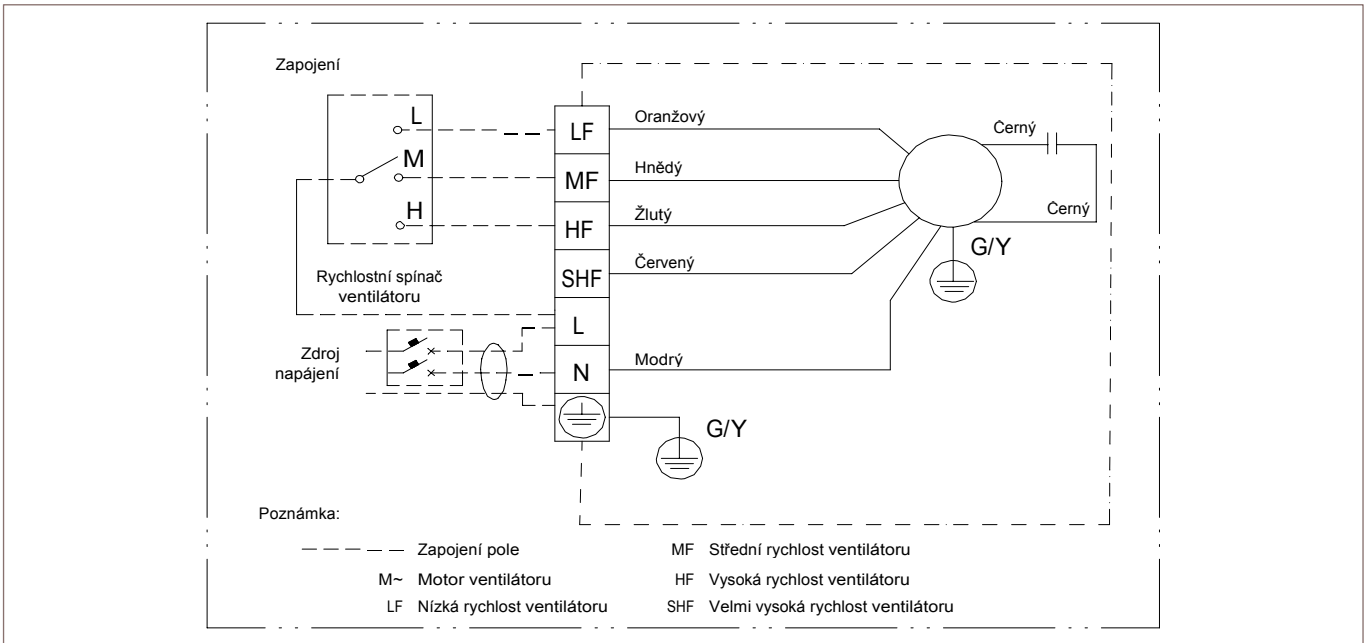 Zapojení
L
M
H
Rychlostní spínač
ventilátoru
Zdroj
napájení
LF
MF
HF
SHF
L
N
Oranžový
Hnědý
Žlutý
Červený
Modrý
Černý
Černý
G/Y
G/Y
Poznámka:
Zapojení pole
M~ Motor ventilátoru
LF Nízká rychlost ventilátoru
MF Střední rychlost ventilátoru
HF Vysoká rychlost ventilátoru
SHF Velmi vysoká rychlost ventilátoru